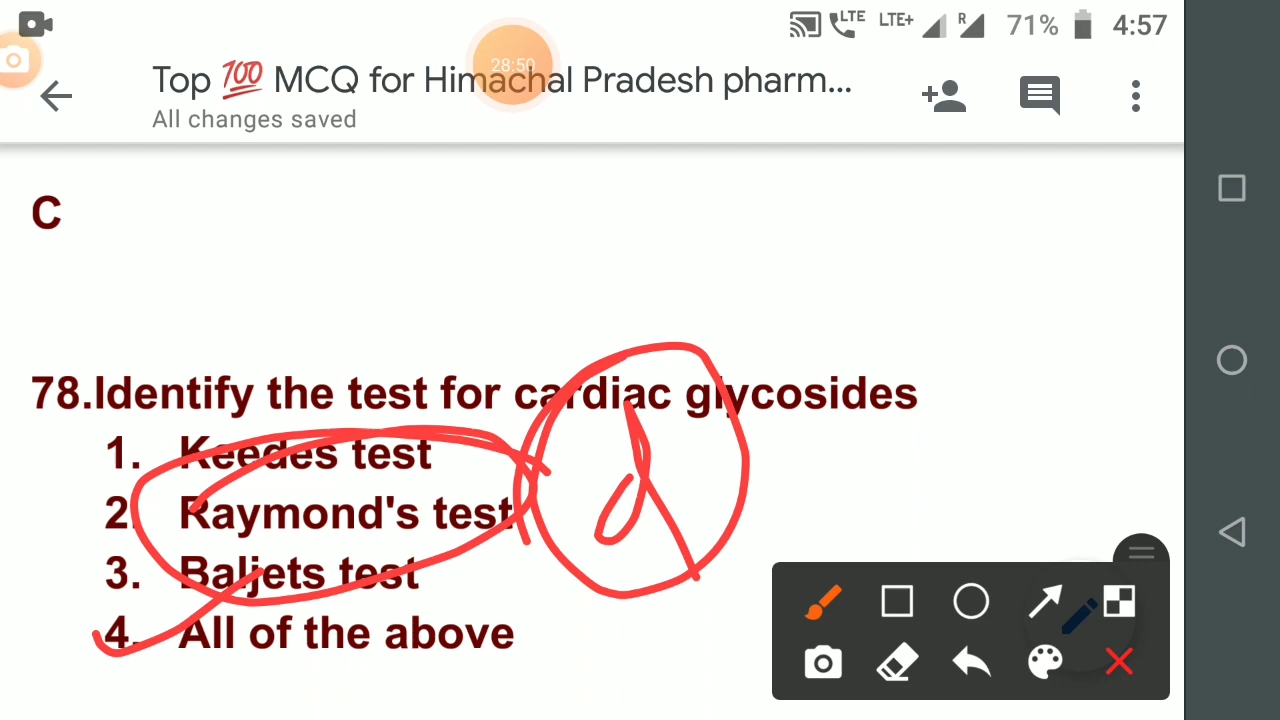 LTE LTE+ R 71% 4:57
28:50
Top 💯 MCQ for Himachal Pradesh pharm...
All changes saved
C
78.Identify the test for cardiac glycosides
1. Keedes test
2. Raymond's test
3. Baljets test
4. All of the above
d